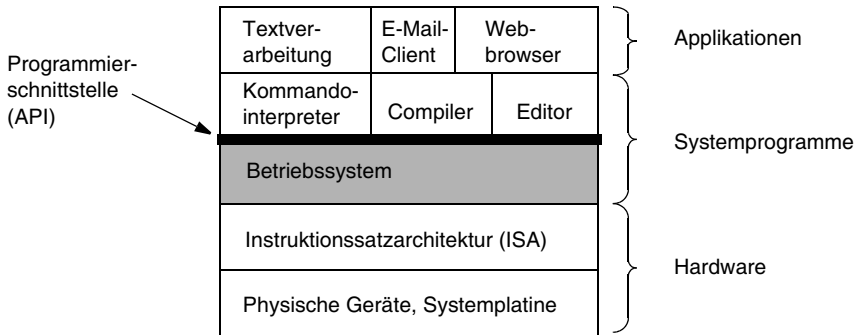 Textver-
arbeitung
E-Mail-
Client
Web-
browser
Applikationen
Programmier-
schnittstelle
(API)
Kommando-
interpreter
Compiler
Editor
Systemprogramme
Betriebssystem
Instruktionssatzarchitektur (ISA)
Hardware
Physische Geräte, Systemplatine